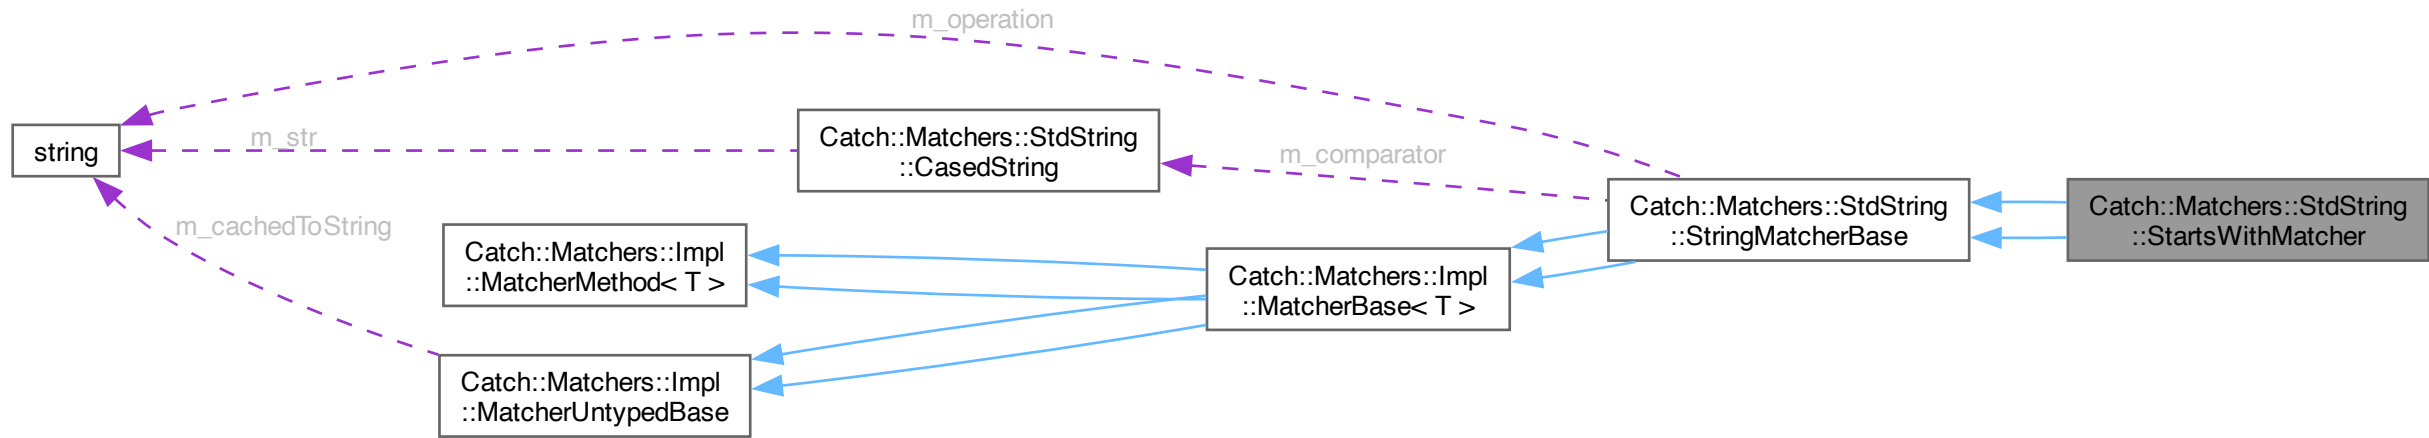 m_operation
string
m_str
Catch::Matchers::StdString
::CasedString
m_comparator
m_cachedToString
Catch::Matchers::Impl
::MatcherMethod< T >
Catch::Matchers::Impl
::MatcherUntypedBase
Catch::Matchers::Impl
::MatcherBase< T >
Catch::Matchers::StdString
::StringMatcherBase
Catch::Matchers::StdString
::StartsWithMatcher